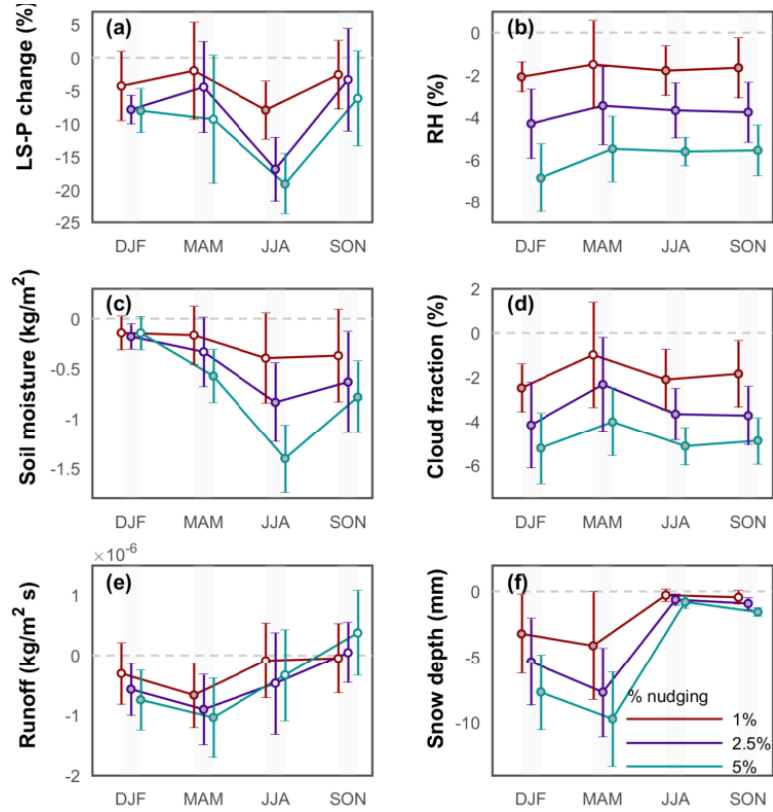 (a)
LS-P change (%)
5
0
-5
-10
-15
-20
-25
DJF MAM JJA SON
(b)
RH (%)
0
-2
-4
-6
-8
DJF MAM JJA SON
(c)
Soil moisture (kg/m²)
0
-0.5
-1
-1.5
DJF MAM JJA SON
(d)
Cloud fraction (%)
2
0
-2
-4
-6
DJF MAM JJA SON
×10⁻⁶
(e)
Runoff (kg/m² s)
1
0
-1
-2
DJF MAM JJA SON
(f)
Snow depth (mm)
0
-5
-10
% nudging
1%
2.5%
5%
DJF MAM JJA SON